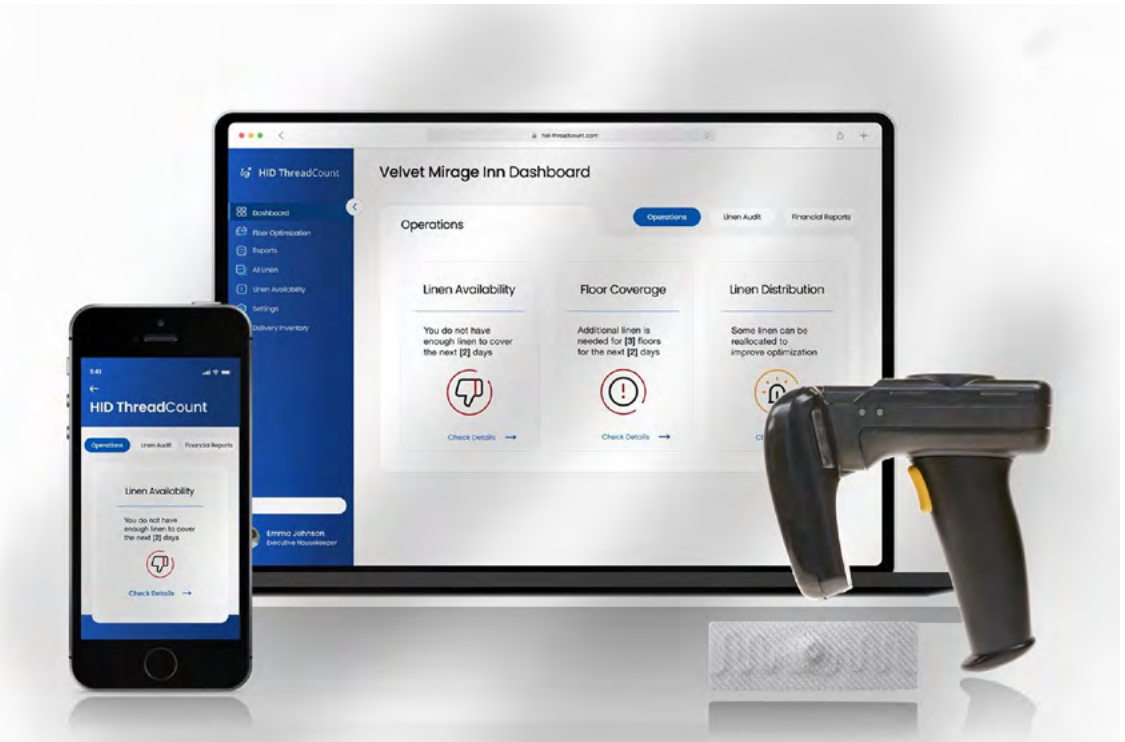 hid-threadcount.com
HID ThreadCount
Velvet Mirage Inn Dashboard
Dashboard
Floor Optimization
Reports
All Linen
Linen Availability
Settings
Delivery Inventory
Emma Johnson
Executive Housekeeper
Operations
Operations
Linen Audit
Financial Reports
Linen Availability
You do not have
enough linen to cover
the next [2] days
Check Details
Floor Coverage
Additional linen is
needed for [3] floors
for the next [2] days
Check Details
Linen Distribution
Some linen can be
reallocated to
improve optimization
9:41
HID ThreadCount
Operations
Linen Audit
Financial Reports
Linen Availability
You do not have
enough linen to cover
the next [2] days
Check Details